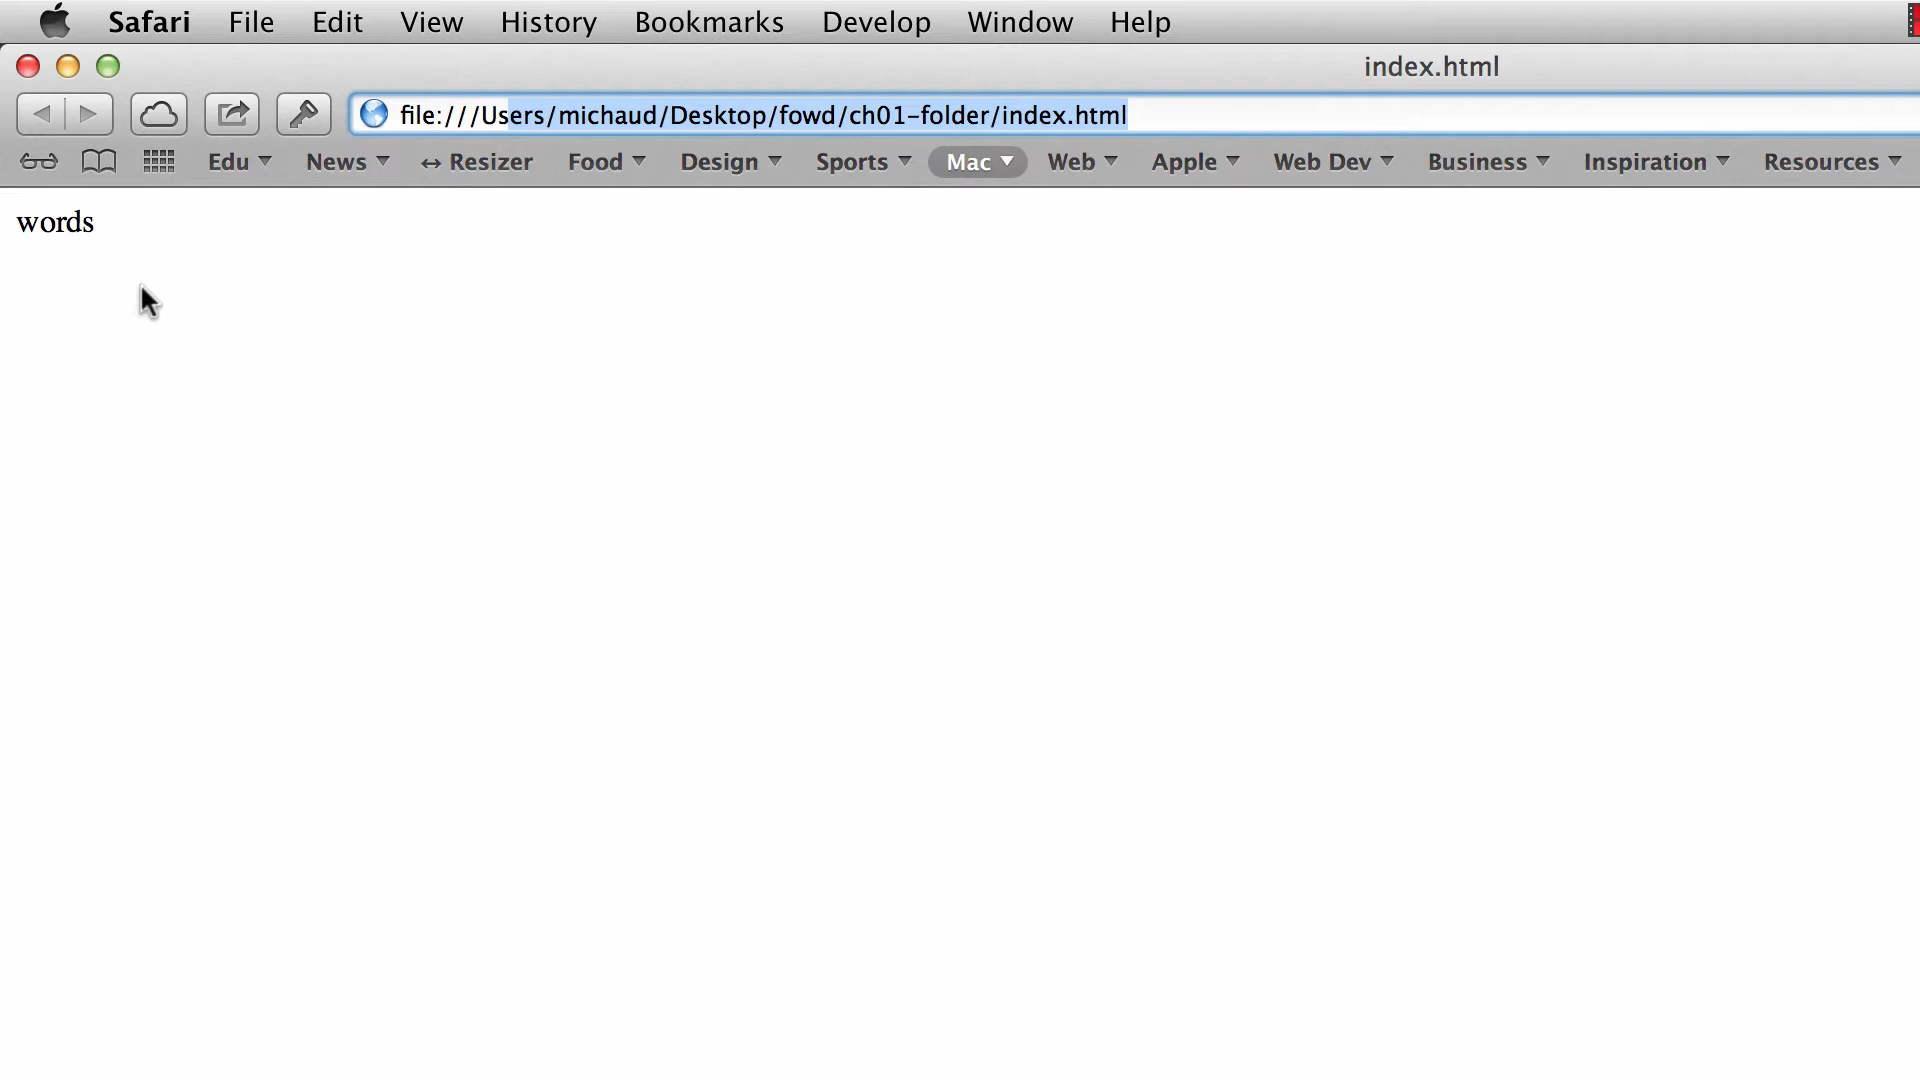 Safari File Edit View History Bookmarks Develop Window Help
index.html
file:///Users/michaud/Desktop/fowd/ch01-folder/index.html
Edu News Resizer Food Design Sports Mac Web Apple Web Dev Business Inspiration Resources
words